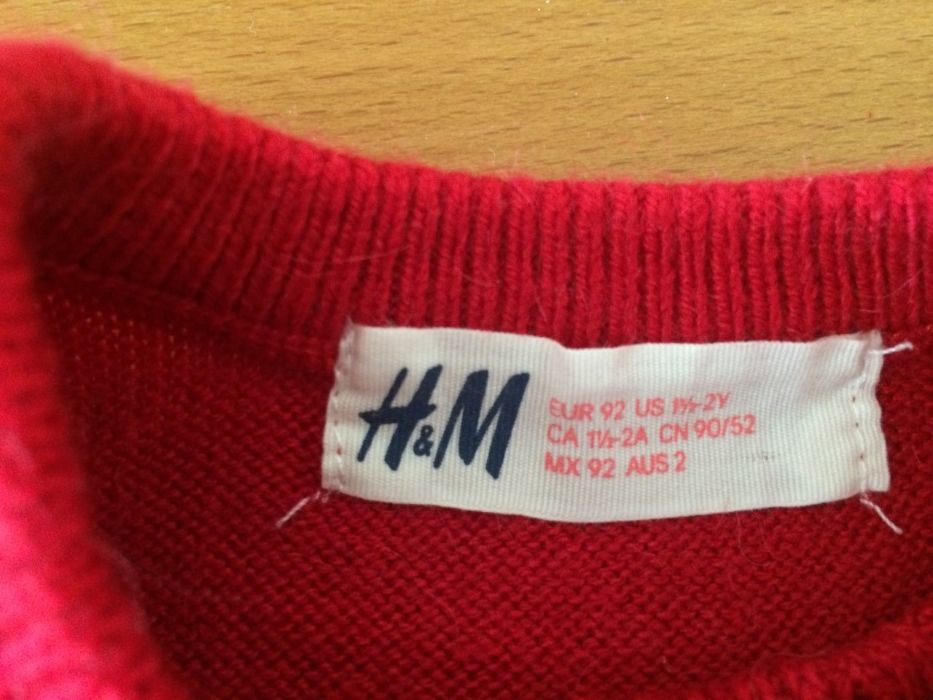 H&M
EUR 92 US 1½-2Y
CA 1½-2A CN 90/52
MX 92 AUS 2